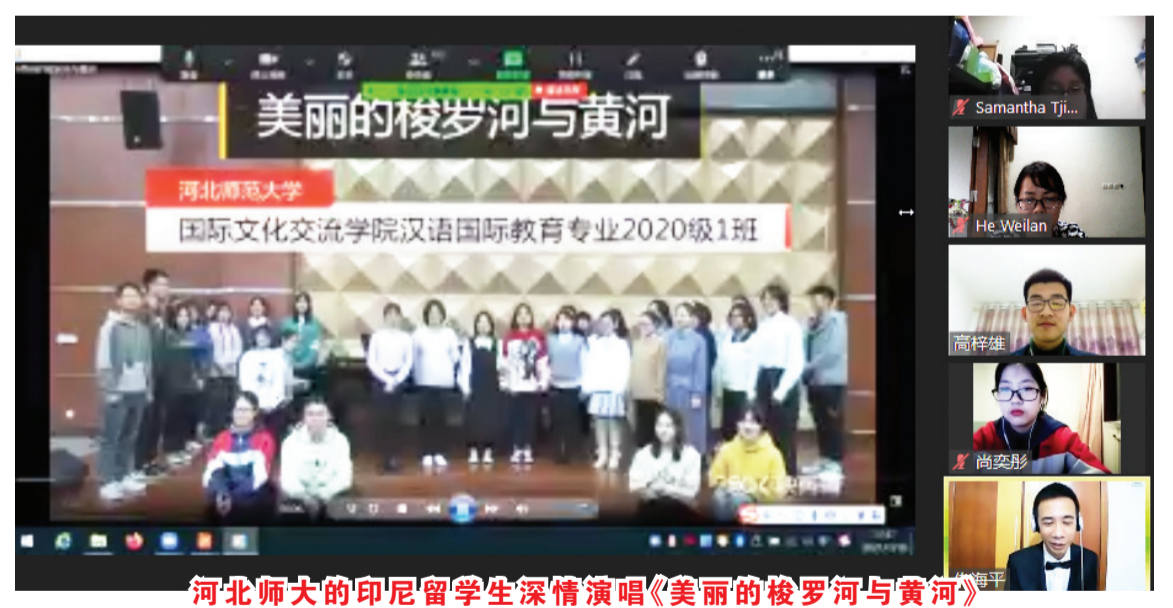 美丽的梭罗河与黄河
河北师范大学
国际文化交流学院汉语国际教育专业2020级1班
Samantha Tji...
He Weilan
高梓雄
尚奕彤
海平
河北师大的印尼留学生深情演唱《美丽的梭罗河与黄河》